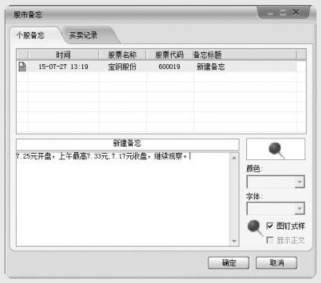 股市备忘
个股备忘 买卖记录
时间 股票名称 股票代码 备忘标题
15-07-27 13:19 宝钢股份 600019 新建备忘
新建备忘
7.25元开盘，上午最高7.33元，7.17元收盘，继续观察。
颜色:
字体:
图钉式样
显示正文
确定 取消